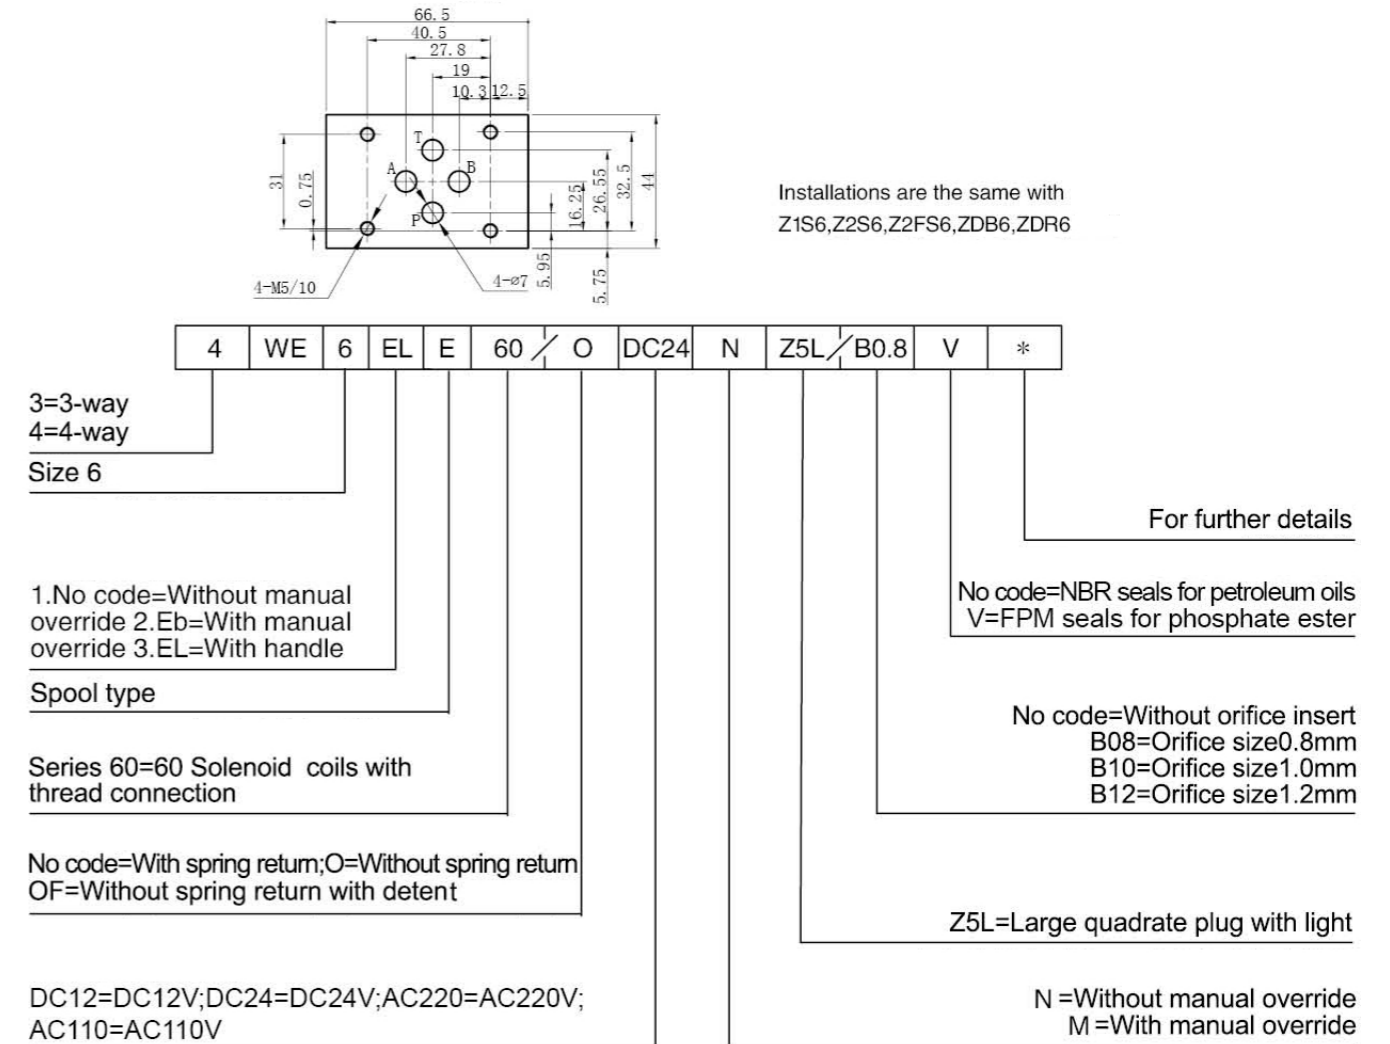 66.5
40.5
27.8
19
10.3 12.5
T
A B
P
31
0.75
16.25
26.55
32.5
44
5.95
5.75
4-M5/10
4-ø7
Installations are the same with
Z1S6,Z2S6,Z2FS6,ZDB6,ZDR6
4 WE 6 EL E 60 / O DC24 N Z5L / B0.8 V *
3=3-way
4=4-way
Size 6
For further details
1.No code=Without manual
override 2.Eb=With manual
override 3.EL=With handle
No code=NBR seals for petroleum oils
V=FPM seals for phosphate ester
Spool type
No code=Without orifice insert
B08=Orifice size0.8mm
B10=Orifice size1.0mm
B12=Orifice size1.2mm
Series 60=60 Solenoid coils with
thread connection
No code=With spring return;O=Without spring return
OF=Without spring return with detent
Z5L=Large quadrate plug with light
DC12=DC12V;DC24=DC24V;AC220=AC220V;
AC110=AC110V
N =Without manual override
M =With manual override